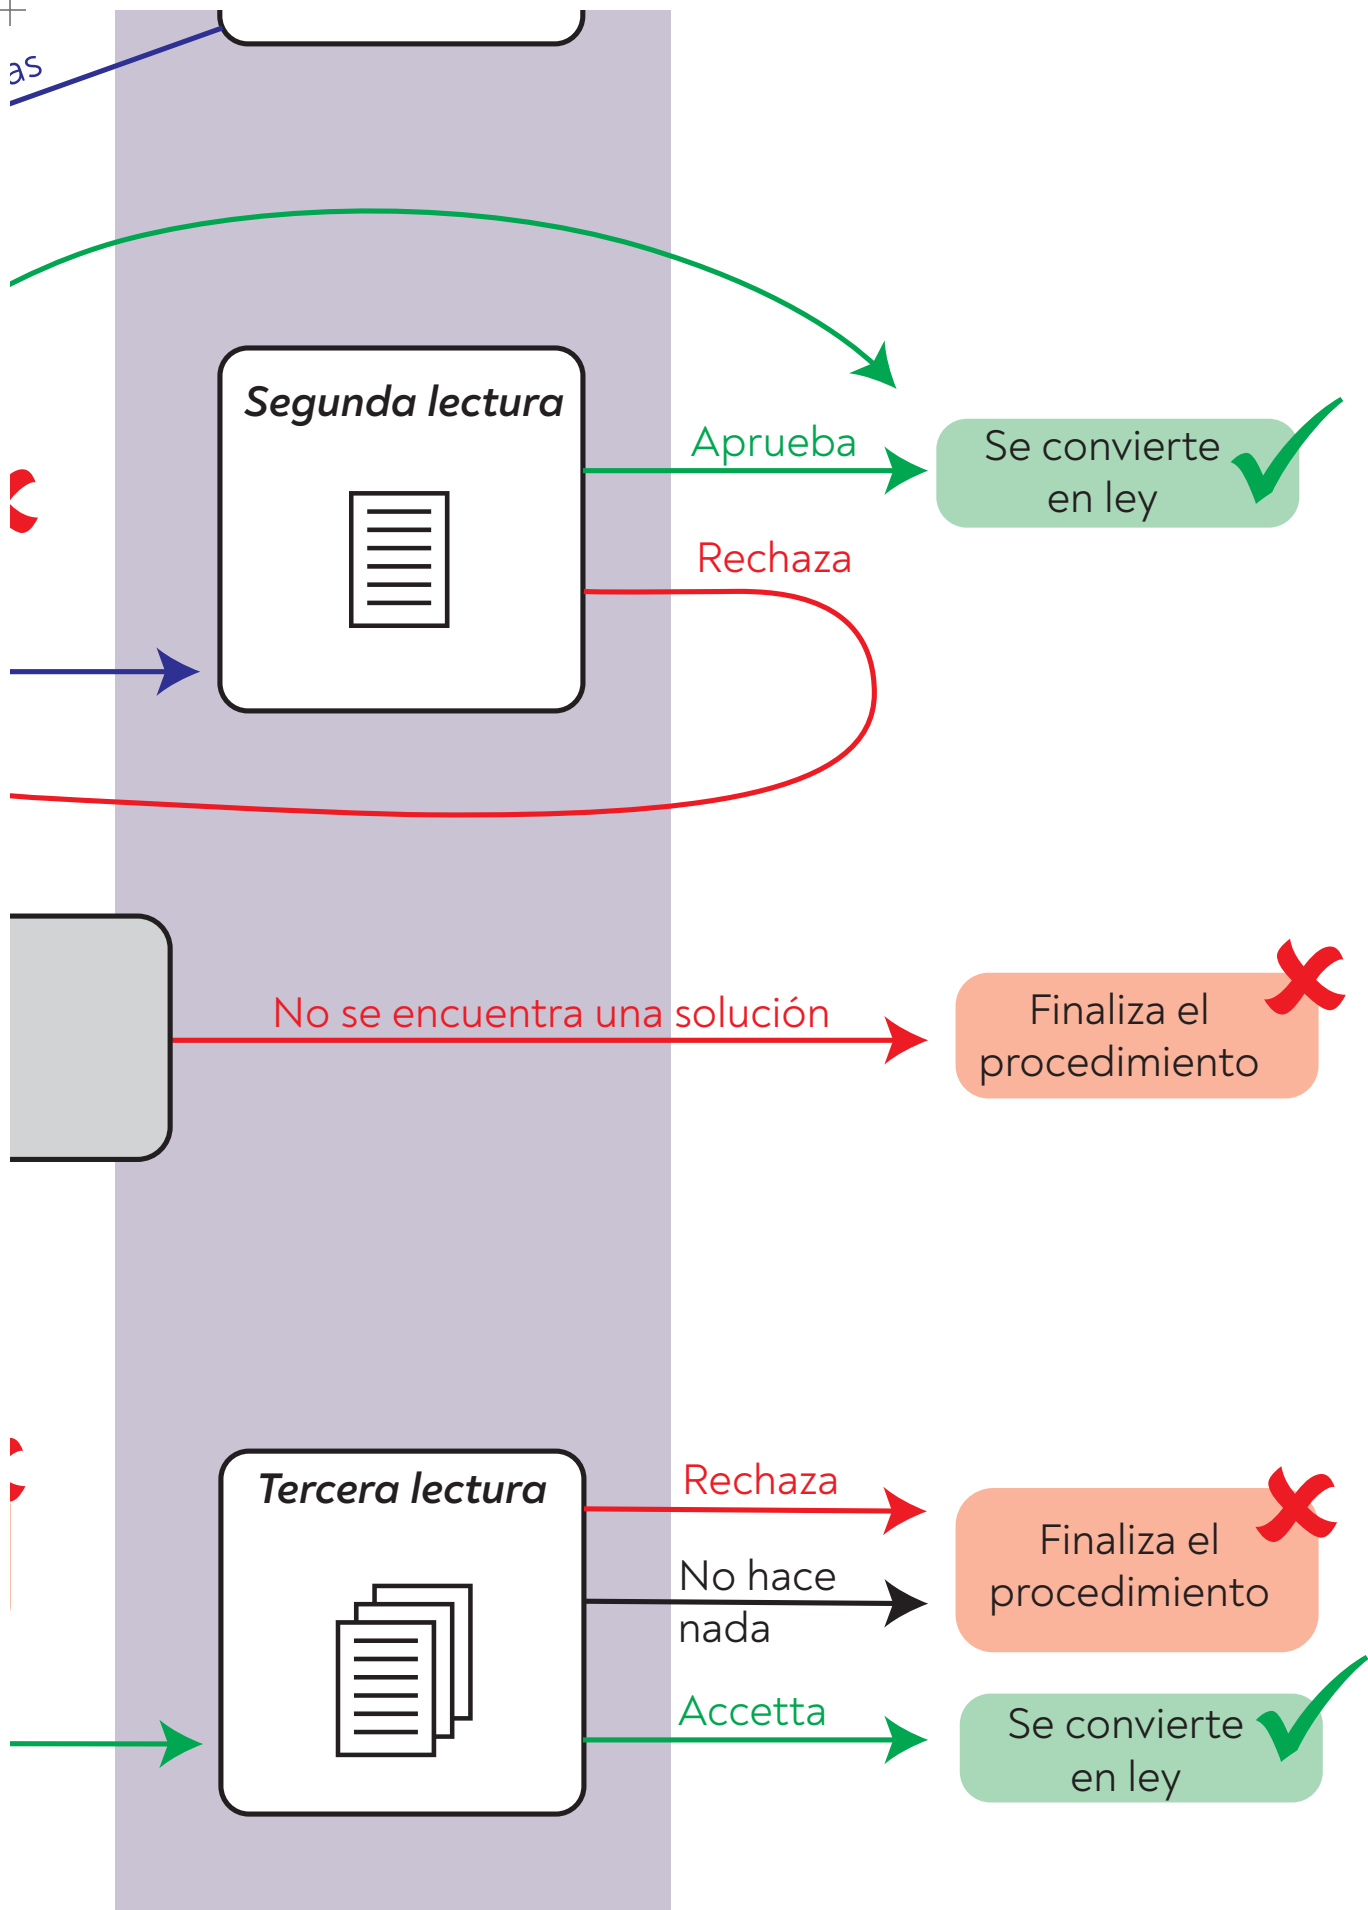 as
Segunda lectura
Aprueba
Se convierte
en ley
Rechaza
No se encuentra una solución
Finaliza el
procedimiento
Tercera lectura
Rechaza
No hace
nada
Finaliza el
procedimiento
Accetta
Se convierte
en ley